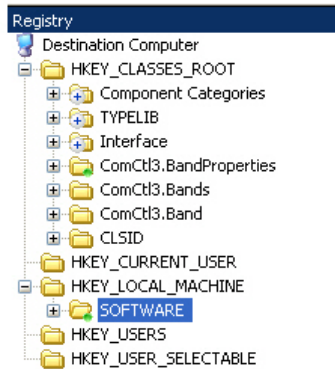 Registry
Destination Computer
HKEY_CLASSES_ROOT
Component Categories
TYPELIB
Interface
ComCtl3.BandProperties
ComCtl3.Bands
ComCtl3.Band
CLSID
HKEY_CURRENT_USER
HKEY_LOCAL_MACHINE
SOFTWARE
HKEY_USERS
HKEY_USER_SELECTABLE